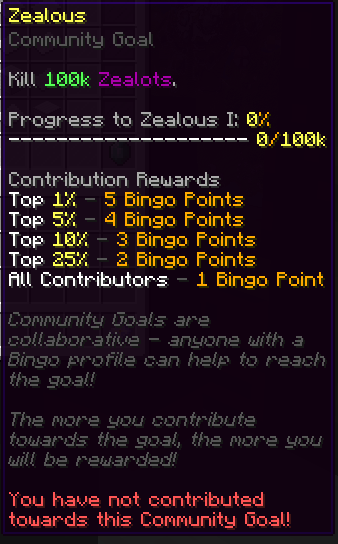 Zealous
Community Goal
Kill 100k Zealots.
Progress to Zealous I: 0%
-------------------- 0/100k
Contribution Rewards
Top 1% - 5 Bingo Points
Top 5% - 4 Bingo Points
Top 10% - 3 Bingo Points
Top 25% - 2 Bingo Points
All Contributors - 1 Bingo Point
Community Goals are
collaborative - anyone with a
Bingo profile can help to reach
the goal!
The more you contribute
towards the goal, the more you
will be rewarded!
You have not contributed
towards this Community Goal!